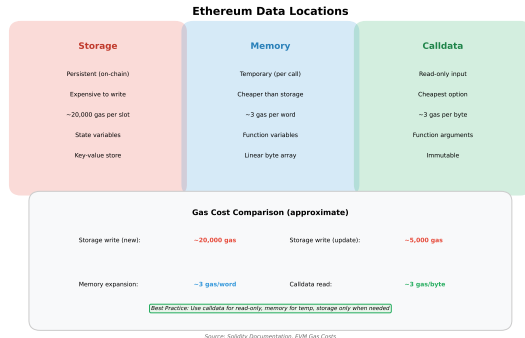 Ethereum Data Locations
Storage
Persistent (on-chain)
Expensive to write
~20,000 gas per slot
State variables
Key-value store
Memory
Temporary (per call)
Cheaper than storage
~3 gas per word
Function variables
Linear byte array
Calldata
Read-only input
Cheapest option
~3 gas per byte
Function arguments
Immutable
Gas Cost Comparison (approximate)
Storage write (new): ~20,000 gas Storage write (update): ~5,000 gas
Memory expansion: ~3 gas/word Calldata read: ~3 gas/byte
Best Practice: Use calldata for read-only, memory for temp, storage only when needed
Source: Solidity Documentation, EVM Gas Costs